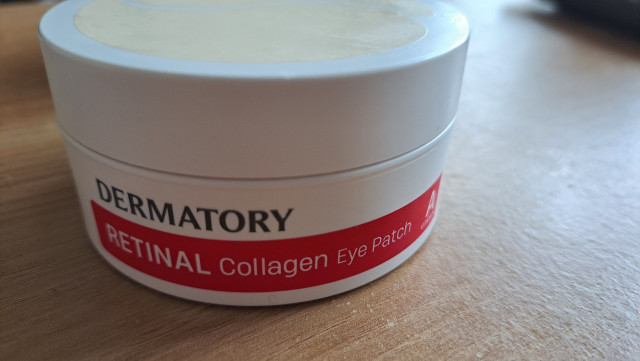 DERMATORY
RETINAL Collagen Eye Patch
A